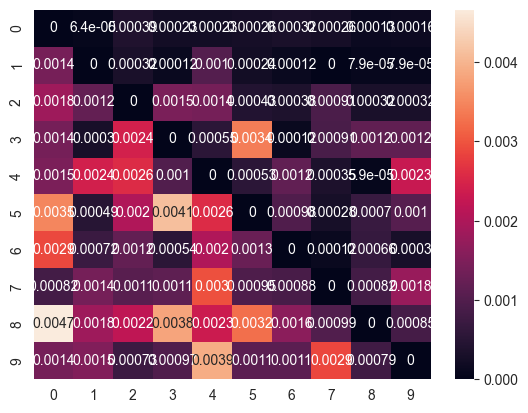 0 0 6.4e-05 0.00039 0.00023 0.00023 0.00026 0.00032 0.00026 0.00013 0.00016
1 0.0014 0 0.00032 0.00012 0.001 0.00024 0.00012 0 7.9e-05 7.9e-05
2 0.0018 0.0012 0 0.0015 0.0014 0.00043 0.00038 0.00091 0.00032 0.00032
3 0.0014 0.0003 0.0024 0 0.00055 0.0034 0.00012 0.00091 0.0012 0.0012
4 0.0015 0.0024 0.0026 0.001 0 0.00053 0.0012 0.00035 5.9e-05 0.0023
5 0.0035 0.00049 0.002 0.0041 0.0026 0 0.00098 0.00028 0.0007 0.001
6 0.0029 0.00072 0.0012 0.00054 0.002 0.0013 0 0.00012 0.00066 0.0003
7 0.00082 0.0014 0.0011 0.0011 0.003 0.00095 0.00088 0 0.00082 0.0018
8 0.0047 0.0018 0.0022 0.0038 0.0023 0.0032 0.0016 0.00099 0 0.00085
9 0.0014 0.0015 0.00073 0.00097 0.0039 0.0011 0.0011 0.0029 0.00079 0
0 1 2 3 4 5 6 7 8 9
0.004
0.003
0.002
0.001
0.000